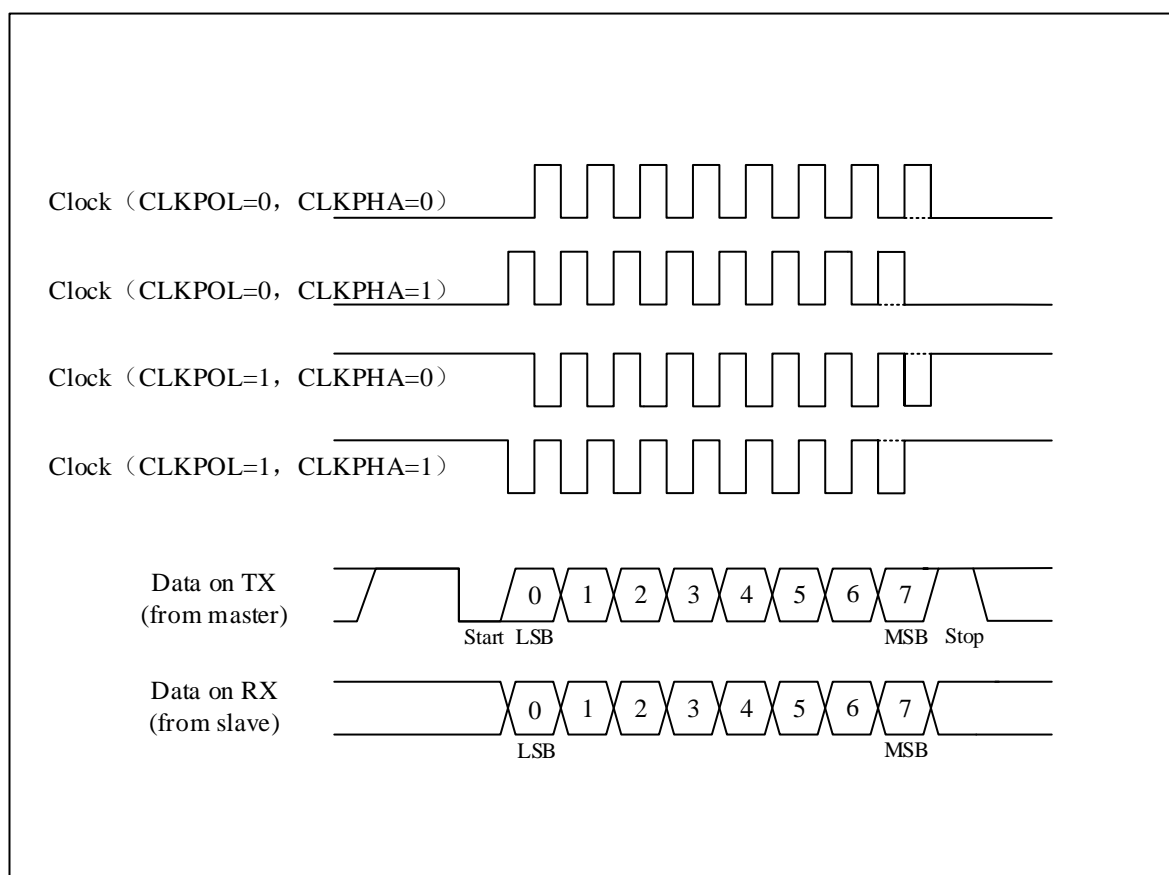 Clock（CLKPOL=0，CLKPHA=0）
Clock（CLKPOL=0，CLKPHA=1）
Clock（CLKPOL=1，CLKPHA=0）
Clock（CLKPOL=1，CLKPHA=1）
Data on TX
(from master)
0 1 2 3 4 5 6 7
Start LSB MSB Stop
Data on RX
(from slave)
0 1 2 3 4 5 6 7
LSB MSB